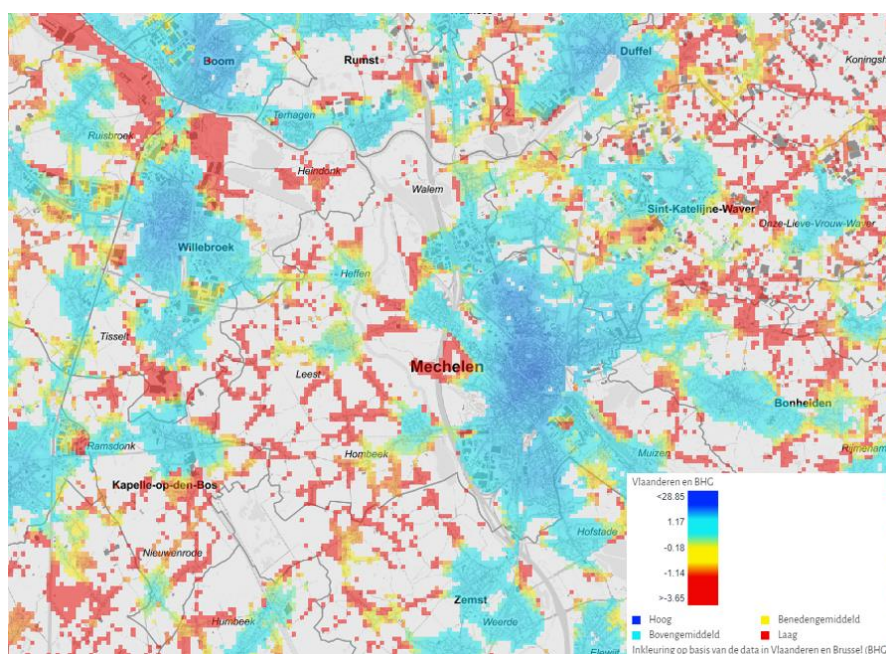 Boom
Rumst
Duffel
Koningsh
Terhagen
Ruisbroek
Heindonk
Walem
Sint-Katelijne-Waver
Onze-Lieve-Vrouw-Waver
Willebroek
Heffen
Tisselt
Leest
Mechelen
Bonheiden
Ramsdonk
Hombeek
Muizen
Rijmenam
Kapelle-op-den-Bos
Nieuwenrode
Hofstade
Zemst
Humbeek
Weerde
Elewijt
Vlaanderen en BHG
<28.85
1.17
-0.18
-1.14
>-3.65
Hoog
Benedengemiddeld
Bovengemiddeld
Laag
Inkleuring op basis van de data in Vlaanderen en Brussel (BHG